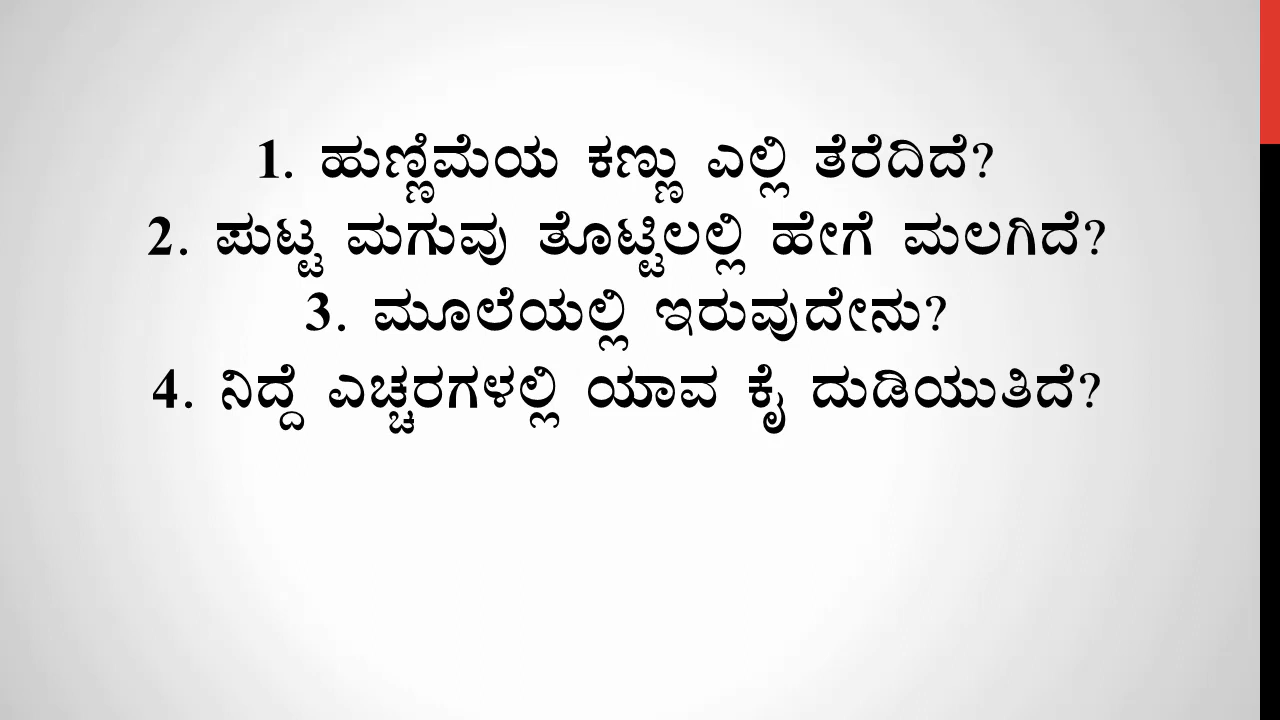 1. ಹುಣ್ಣಿಮೆಯ ಕಣ್ಣು ಎಲ್ಲಿ ತೆರೆದಿದೆ?
2. ಪುಟ್ಟ ಮಗುವು ತೊಟ್ಟಿಲಲ್ಲಿ ಹೇಗೆ ಮಲಗಿದೆ?
3. ಮೂಲೆಯಲ್ಲಿ ಇರುವುದೇನು?
4. ನಿದ್ದೆ ಎಚ್ಚರಗಳಲ್ಲಿ ಯಾವ ಕೈ ದುಡಿಯುತಿದೆ?